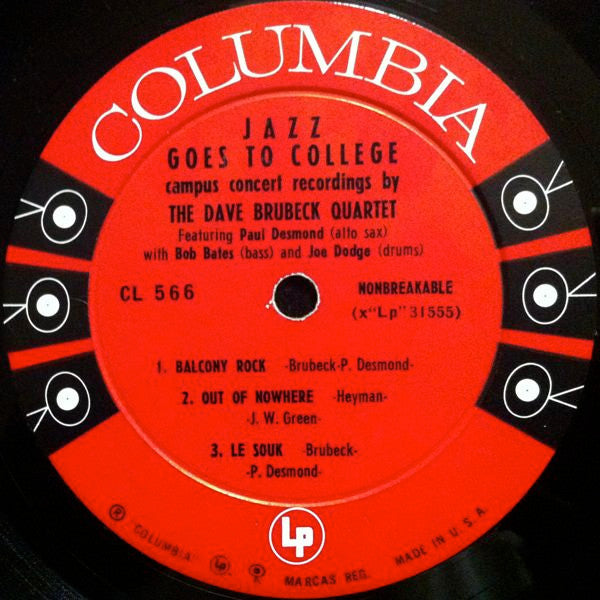 COLUMBIA
JAZZ
GOES TO COLLEGE
campus concert recordings by
THE DAVE BRUBECK QUARTET
Featuring Paul Desmond (alto sax)
with Bob Bates (bass) and Joe Dodge (drums)
CL 566
NONBREAKABLE
(x"Lp" 31555)
1. BALCONY ROCK -Brubeck-P. Desmond-
2. OUT OF NOWHERE -Heyman-
-J. W. Green-
3. LE SOUK -Brubeck-
-P. Desmond-
Lp
® "COLUMBIA" Lp ® MARCAS REG. MADE IN U. S. A.